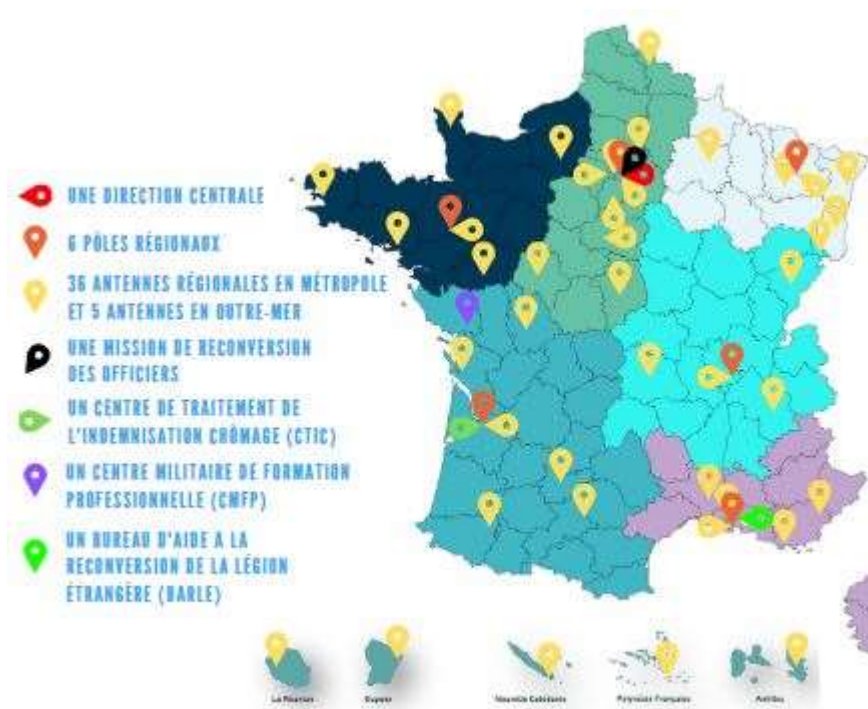 UNE DIRECTION CENTRALE
6 PÔLES RÉGIONAUX
36 ANTENNES RÉGIONALES EN MÉTROPOLE
ET 5 ANTENNES EN OUTRE-MER
UNE MISSION DE RECONVERSION
DES OFFICIERS
UN CENTRE DE TRAITEMENT DE
L'INDEMNISATION CHÔMAGE (CTIC)
UN CENTRE MILITAIRE DE FORMATION
PROFESSIONNELLE (CMFP)
UN BUREAU D'AIDE A LA
RECONVERSION DE LA LÉGION
ÉTRANGÈRE (BARLE)
La Réunion
Guyane
Nouvelle Calédonie
Polynésie Française
Antilles